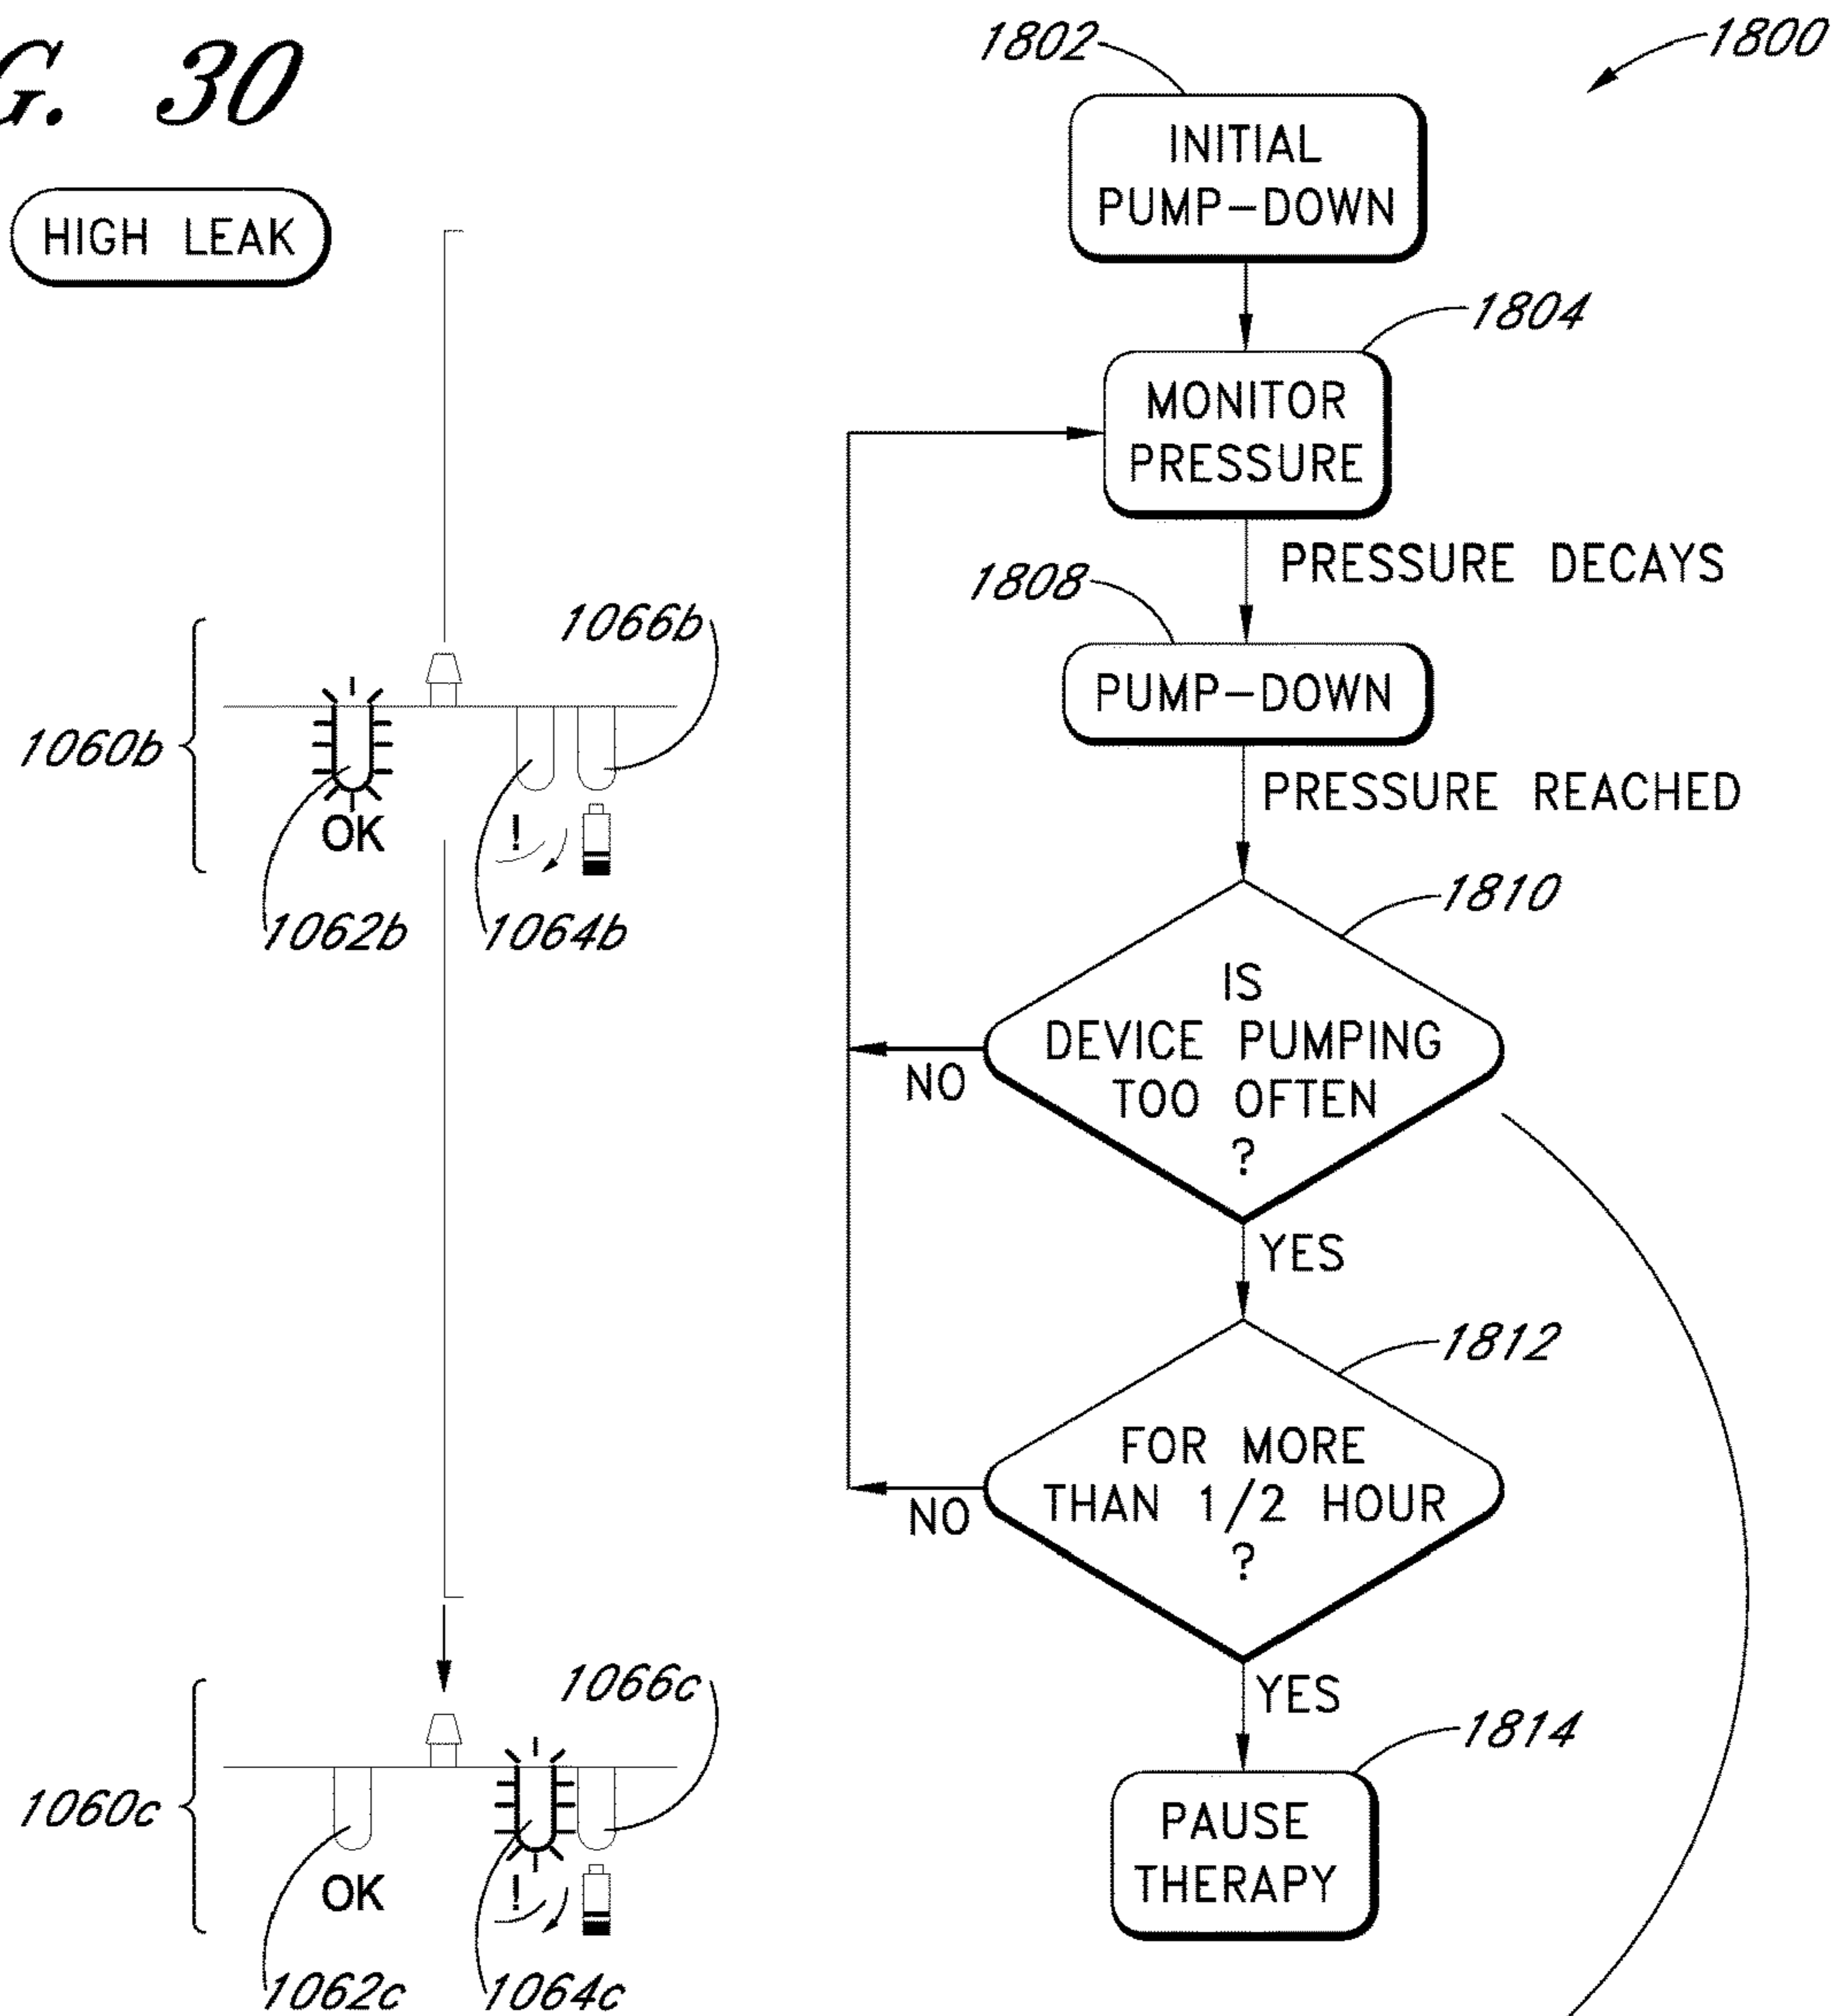 G. 30
HIGH LEAK
1802
1800
INITIAL
PUMP-DOWN
1804
MONITOR
PRESSURE
PRESSURE DECAYS
1808
PUMP-DOWN
PRESSURE REACHED
1066b
1060b
OK
!
1062b
1064b
1810
IS
DEVICE PUMPING
TOO OFTEN
?
NO
YES
1812
FOR MORE
THAN 1/2 HOUR
?
NO
YES
1814
PAUSE
THERAPY
1066c
1060c
OK
!
1062c
1064c